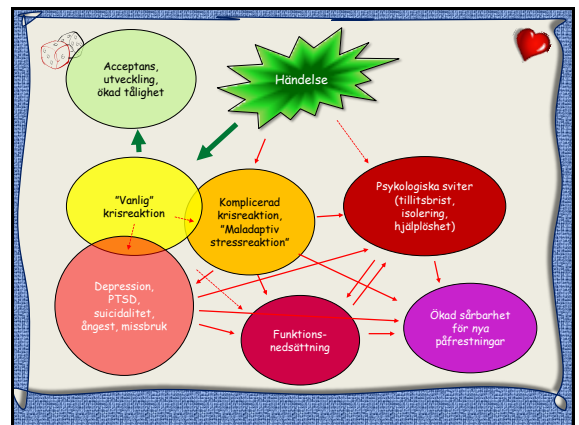 Acceptans,
utveckling,
ökad tålighet
Händelse
"Vanlig"
krisreaktion
Komplicerad
krisreaktion,
"Maladaptiv
stressreaktion"
Psykologiska sviter
(tillitsbrist,
isolering,
hjälplöshet)
Depression,
PTSD,
suicidalitet,
ångest, missbruk
Funktions-
nedsättning
Ökad sårbarhet
för nya
påfrestningar